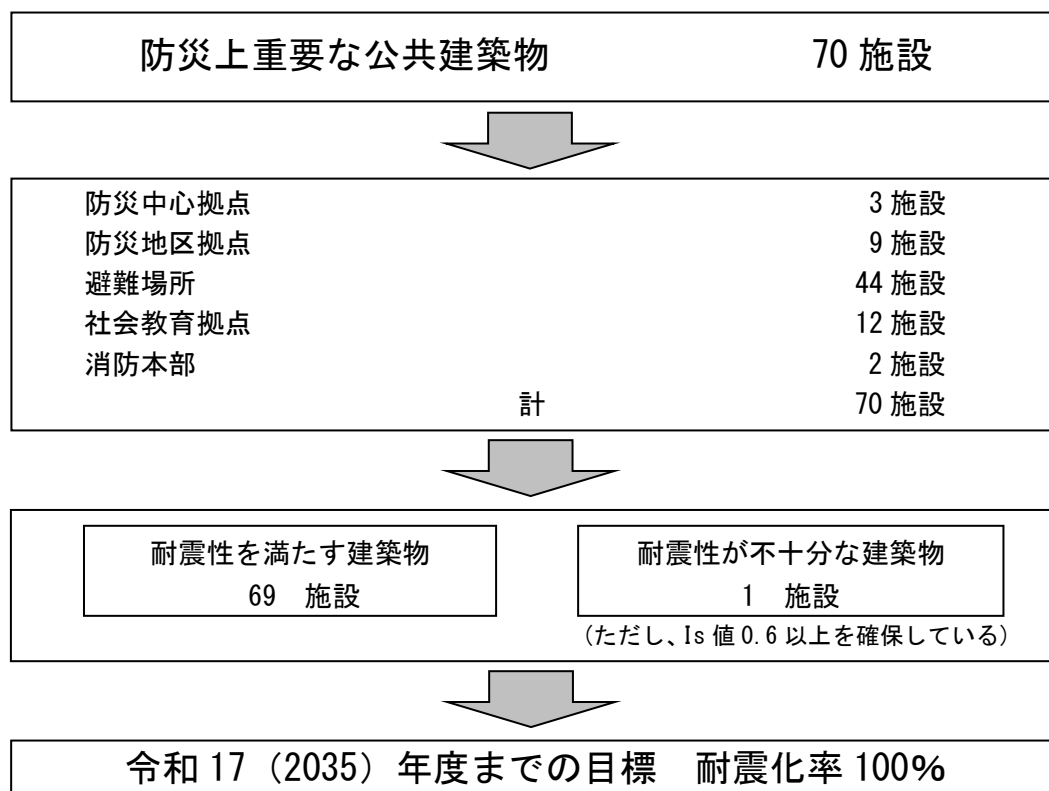 防災上重要な公共建築物 70 施設
防災中心拠点 3 施設
防災地区拠点 9 施設
避難場所 44 施設
社会教育拠点 12 施設
消防本部 2 施設
計 70 施設
耐震性を満たす建築物
69 施設
耐震性が不十分な建築物
1 施設
（ただし、Is 値 0.6 以上を確保している）
令和 17（2035）年度までの目標 耐震化率 100％